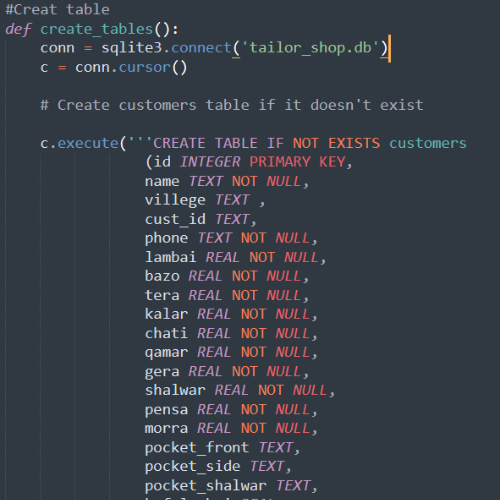 #Creat table
def create_tables():
conn = sqlite3.connect('tailor_shop.db')
c = conn.cursor()
# Create customers table if it doesn't exist
c.execute('''CREATE TABLE IF NOT EXISTS customers
(id INTEGER PRIMARY KEY,
name TEXT NOT NULL,
villege TEXT ,
cust_id TEXT,
phone TEXT NOT NULL,
lambai REAL NOT NULL,
bazo REAL NOT NULL,
tera REAL NOT NULL,
kalar REAL NOT NULL,
chati REAL NOT NULL,
qamar REAL NOT NULL,
gera REAL NOT NULL,
shalwar REAL NOT NULL,
pensa REAL NOT NULL,
morra REAL NOT NULL,
pocket_front TEXT,
pocket_side TEXT,
pocket_shalwar TEXT,